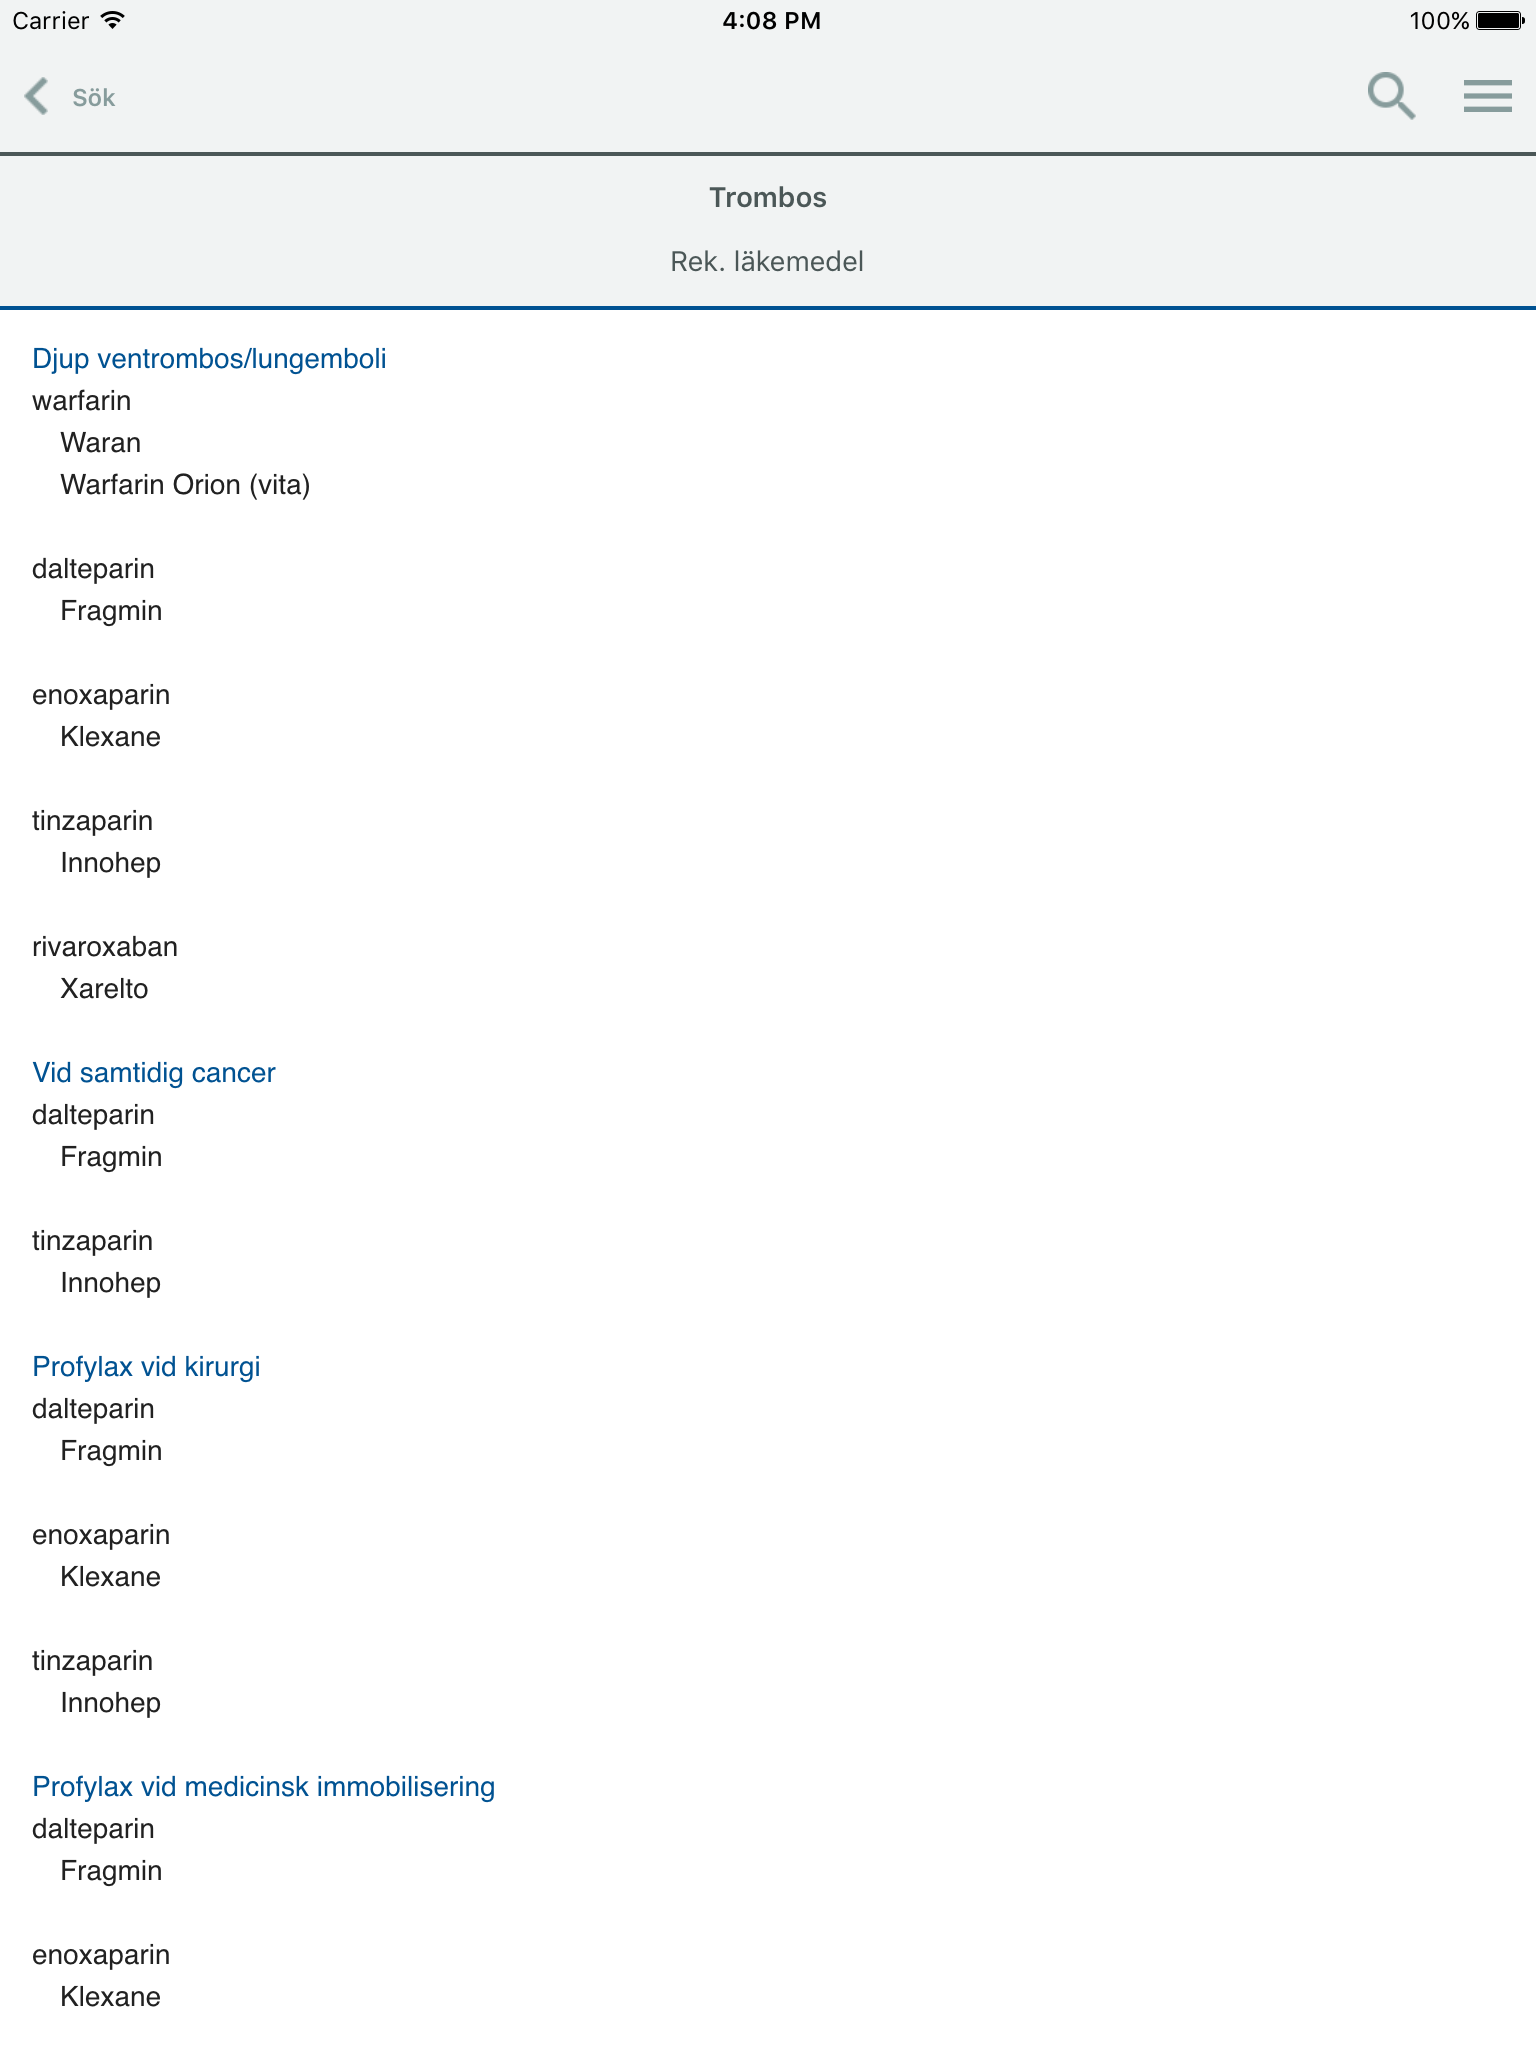 Carrier 4:08 PM 100%
Sök
Trombos
Rek. läkemedel
Djup ventrombos/lungemboli
warfarin
Waran
Warfarin Orion (vita)
dalteparin
Fragmin
enoxaparin
Klexane
tinzaparin
Innohep
rivaroxaban
Xarelto
Vid samtidig cancer
dalteparin
Fragmin
tinzaparin
Innohep
Profylax vid kirurgi
dalteparin
Fragmin
enoxaparin
Klexane
tinzaparin
Innohep
Profylax vid medicinsk immobilisering
dalteparin
Fragmin
enoxaparin
Klexane